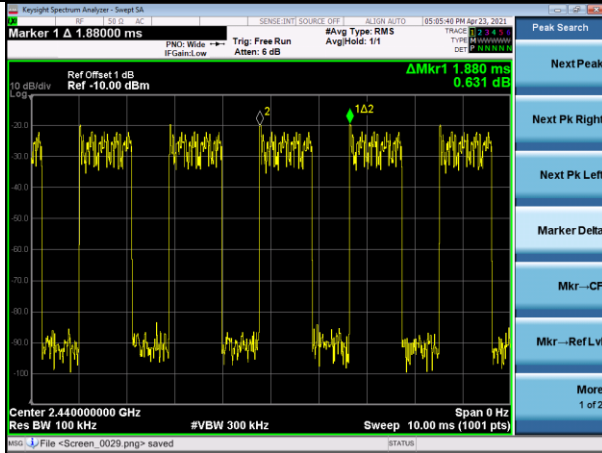 Keysight Spectrum Analyzer - Swept SA
RF 50 Ω AC SENSE:INT SOURCE OFF ALIGN AUTO 05:05:40 PM Apr 23, 2021
Marker 1 Δ 1.88000 ms
PNO: Wide
IFGain:Low
Trig: Free Run
Atten: 6 dB
#Avg Type: RMS
Avg|Hold: 1/1
TRACE 1 2 3 4 5 6
TYPE M W W W W W
DET P N N N N N
Peak Search
ΔMkr1 1.880 ms
0.631 dB
Ref Offset 1 dB
10 dB/div Ref -10.00 dBm
Log
2
1Δ2
-20.0
-30.0
-40.0
-50.0
-60.0
-70.0
-80.0
-90.0
-100
Center 2.440000000 GHz Span 0 Hz
Res BW 100 kHz #VBW 300 kHz Sweep 10.00 ms (1001 pts)
MSG File <Screen_0029.png> saved STATUS
Next Peak
Next Pk Right
Next Pk Left
Marker Delta
Mkr→CF
Mkr→Ref Lvl
More
1 of 2